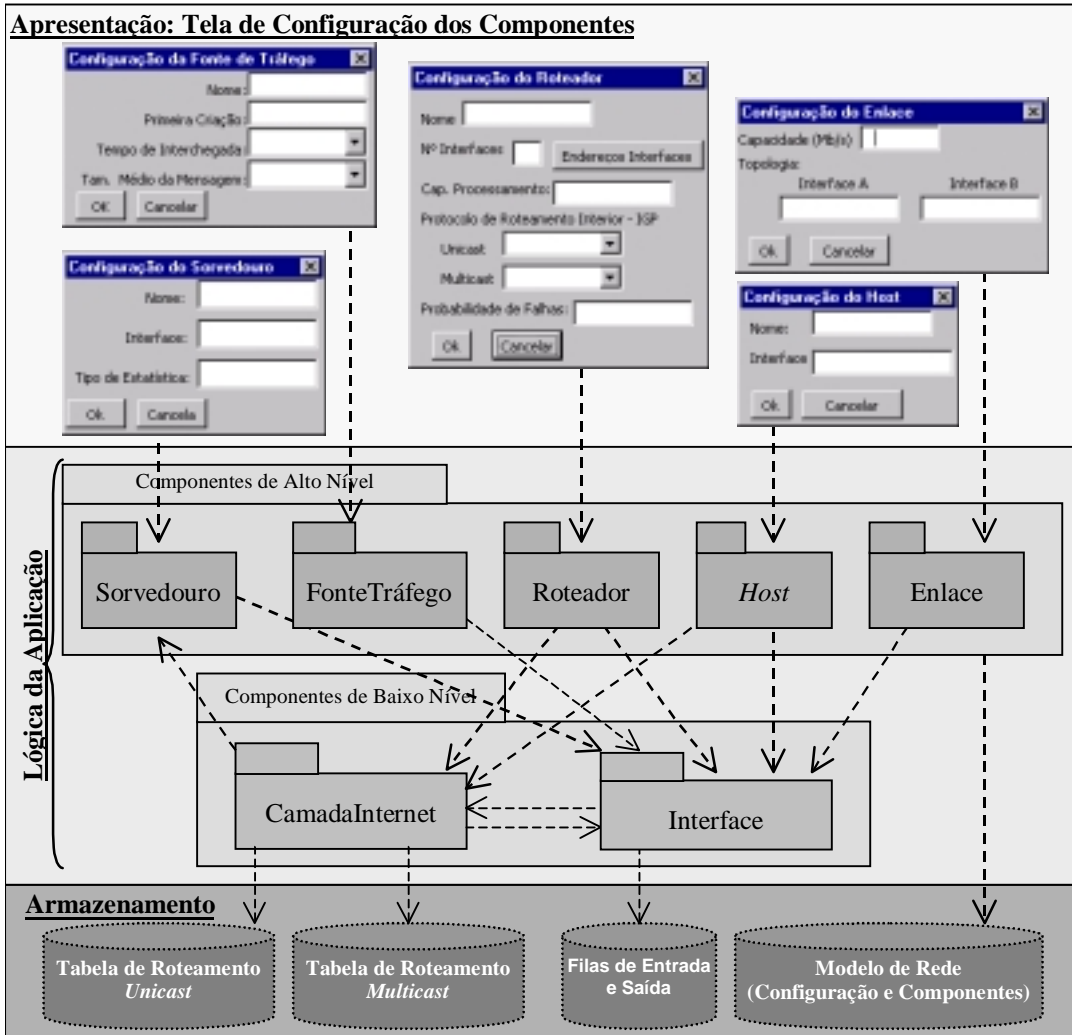 Apresentação: Tela de Configuração dos Componentes
Configuração da Fonte de Tráfego
Nome:
Primeira Criação:
Tempo de Interchegada:
Tam. Médio da Mensagem:
OK Cancelar
Configuração do Sorvedouro
Nome:
Interface:
Tipo de Estatística:
Ok Cancela
Configuração do Roteador
Nome
Nº Interfaces Endereços Interfaces
Cap. Processamento:
Protocolo de Roteamento Interior - IGP
Unicast
Multicast
Probabilidade de Falhas:
Ok Cancelar
Configuração do Enlace
Capacidade (Mb/s)
Topologia:
Interface A Interface B
Ok Cancelar
Configuração do Host
Nome:
Interface
Ok Cancelar
Lógica da Aplicação
Componentes de Alto Nível
Sorvedouro FonteTráfego Roteador Host Enlace
Componentes de Baixo Nível
CamadaInternet Interface
Armazenamento
Tabela de Roteamento
Unicast
Tabela de Roteamento
Multicast
Filas de Entrada
e Saída
Modelo de Rede
(Configuração e Componentes)